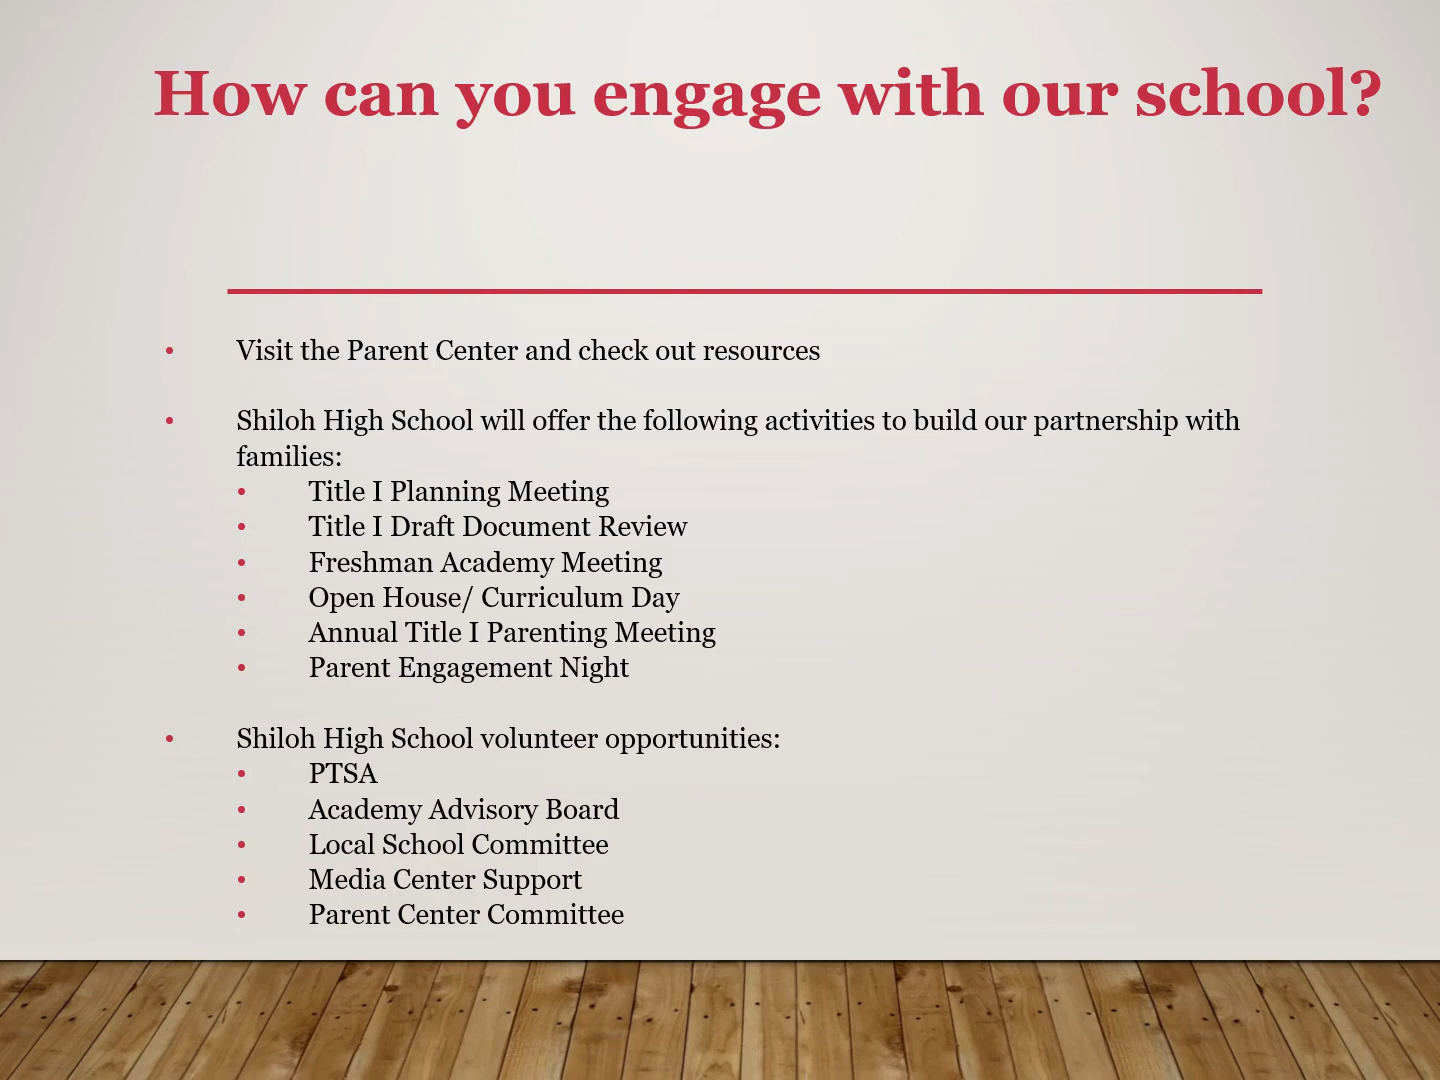 How can you engage with our school?
• Visit the Parent Center and check out resources
• Shiloh High School will offer the following activities to build our partnership with
families:
• Title I Planning Meeting
• Title I Draft Document Review
• Freshman Academy Meeting
• Open House/ Curriculum Day
• Annual Title I Parenting Meeting
• Parent Engagement Night
• Shiloh High School volunteer opportunities:
• PTSA
• Academy Advisory Board
• Local School Committee
• Media Center Support
• Parent Center Committee